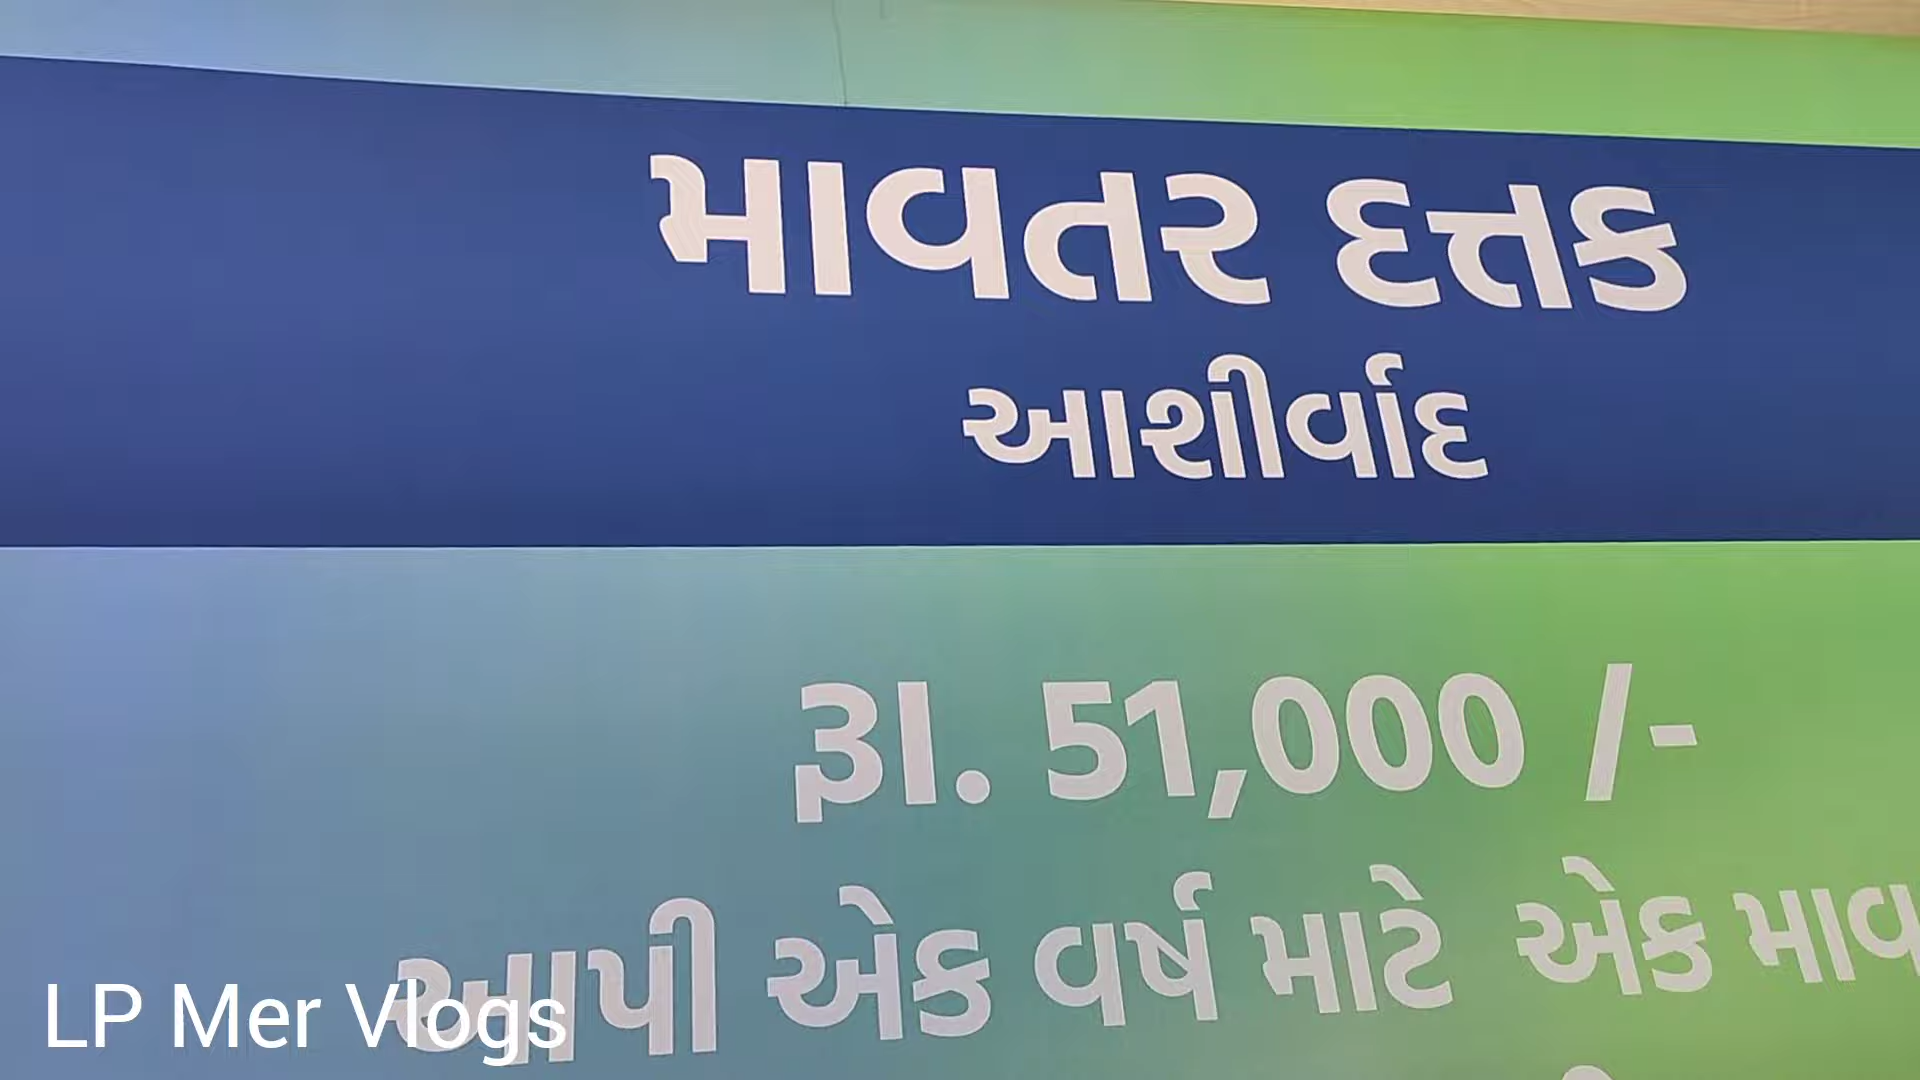 માવતર દત્તક
આશીર્વાદ
રૂા. 51,000 /-
આપી એક વર્ષ માટે એક
LP Mer Vlogs